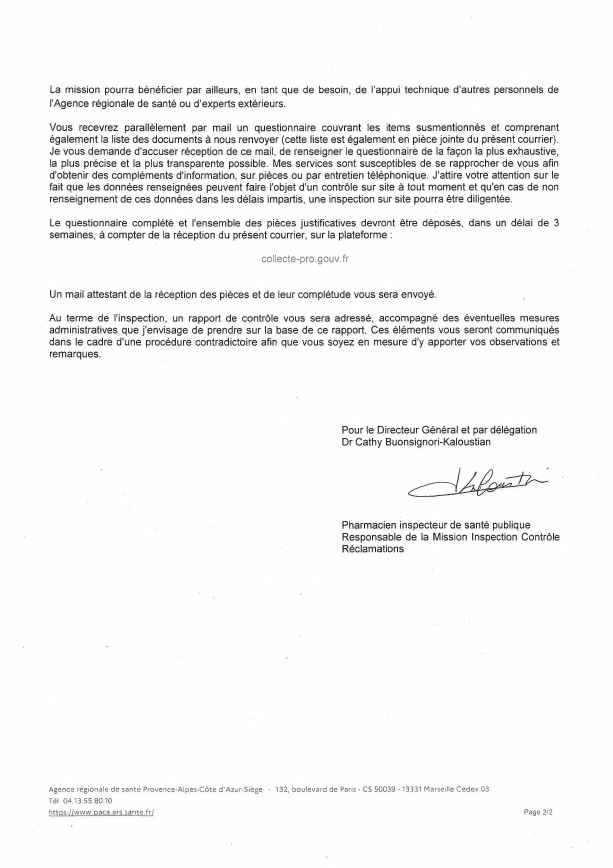 La mission pourra bénéficier par ailleurs, en tant que de besoin, de l'appui technique d'autres personnels de
l'Agence régionale de santé ou d'experts extérieurs.
Vous recevrez parallèlement par mail un questionnaire couvrant les items susmentionnés et comprenant
également la liste des documents à nous renvoyer (cette liste est également en pièce jointe du présent courrier).
Je vous demande d'accuser réception de ce mail, de renseigner le questionnaire de la façon la plus exhaustive,
la plus précise et la plus transparente possible. Mes services sont susceptibles de se rapprocher de vous afin
d'obtenir des compléments d'information, sur pièces ou par entretien téléphonique. J'attire votre attention sur le
fait que les données renseignées peuvent faire l'objet d'un contrôle sur site à tout moment et qu'en cas de non
renseignement de ces données dans les délais impartis, une inspection sur site pourra être diligentée.
Le questionnaire complété et l'ensemble des pièces justificatives devront être déposés, dans un délai de 3
semaines, à compter de la réception du présent courrier, sur la plateforme :
collecte-pro.gouv.fr
Un mail attestant de la réception des pièces et de leur complétude vous sera envoyé.
Au terme de l'inspection, un rapport de contrôle vous sera adressé, accompagné des éventuelles mesures
administratives que j'envisage de prendre sur la base de ce rapport. Ces éléments vous seront communiqués
dans le cadre d'une procédure contradictoire afin que vous soyez en mesure d'y apporter vos observations et
remarques.
Pour le Directeur Général et par délégation
Dr Cathy Buonsignori-Kaloustian
Pharmacien inspecteur de santé publique
Responsable de la Mission Inspection Contrôle
Réclamations
Agence régionale de santé Provence-Alpes-Côte d'Azur-Siège - 132, boulevard de Paris - CS 50039 - 13331 Marseille Cedex 03
Tél 04.13.55.80.10
https://www.paca.ars.sante.fr/
Page 2/2